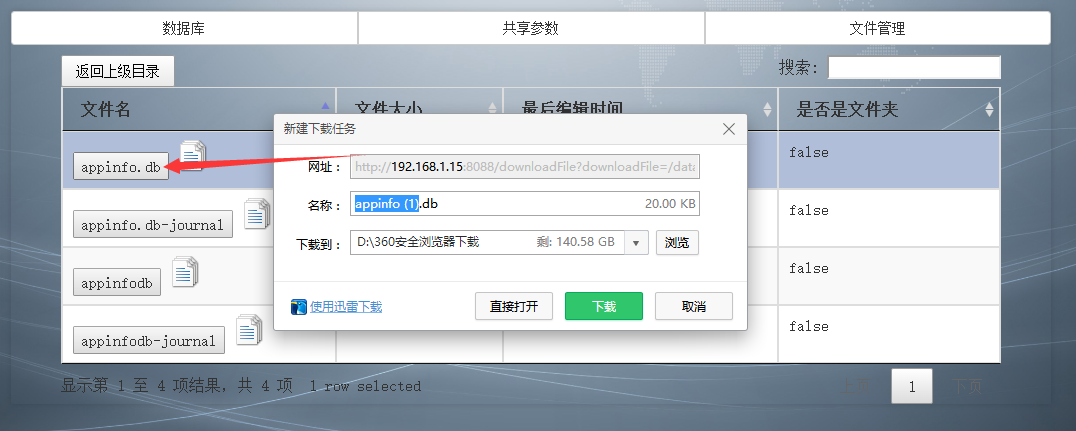 数据库 共享参数 文件管理
返回上级目录 搜索:
文件名 文件大小 最后编辑时间 是否是文件夹
新建下载任务
appinfo.db false
网址: http://192.168.1.15:8088/downloadFile?downloadFile=/data
名称: appinfo (1).db 20.00 KB
appinfo.db-journal false
下载到: D:\360安全浏览器下载 剩: 140.58 GB 浏览
appinfodb false
使用迅雷下载 直接打开 下载 取消
appinfodb-journal false
显示第 1 至 4 项结果，共 4 项 1 row selected 上页 1 下页